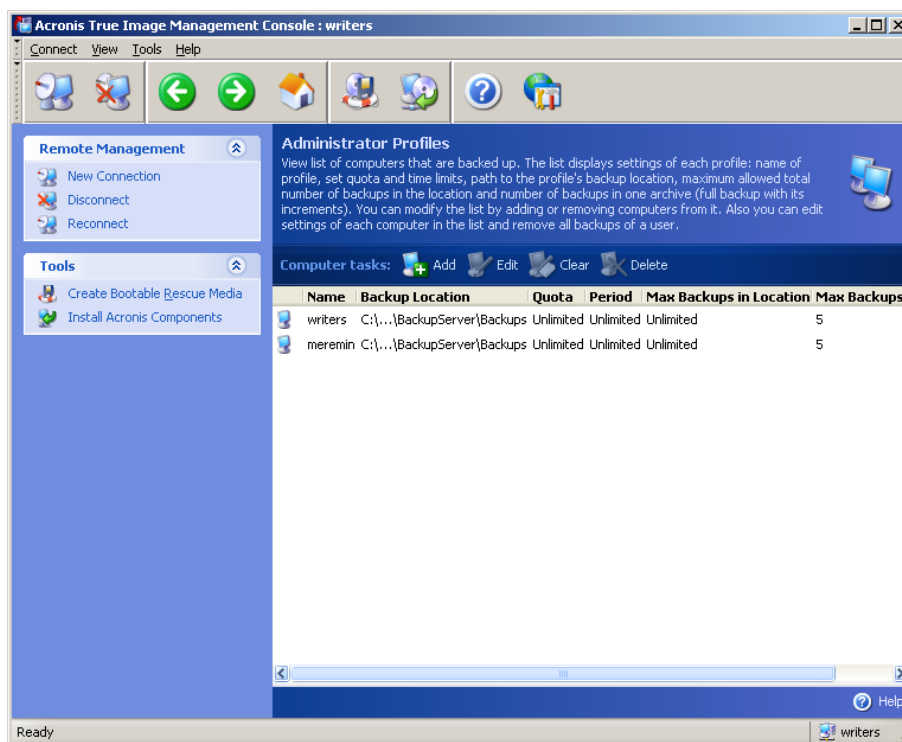 Acronis True Image Management Console : writers
Connect View Tools Help
Remote Management
New Connection
Disconnect
Reconnect
Tools
Create Bootable Rescue Media
Install Acronis Components
Administrator Profiles
View list of computers that are backed up. The list displays settings of each profile: name of
profile, set quota and time limits, path to the profile's backup location, maximum allowed total
number of backups in the location and number of backups in one archive (full backup with its
increments). You can modify the list by adding or removing computers from it. Also you can edit
settings of each computer in the list and remove all backups of a user.
Computer tasks: Add Edit Clear Delete
Name Backup Location Quota Period Max Backups in Location Max Backups
writers C:\...\BackupServer\Backups Unlimited Unlimited Unlimited 5
meremin C:\...\BackupServer\Backups Unlimited Unlimited Unlimited 5
Help
Ready writers